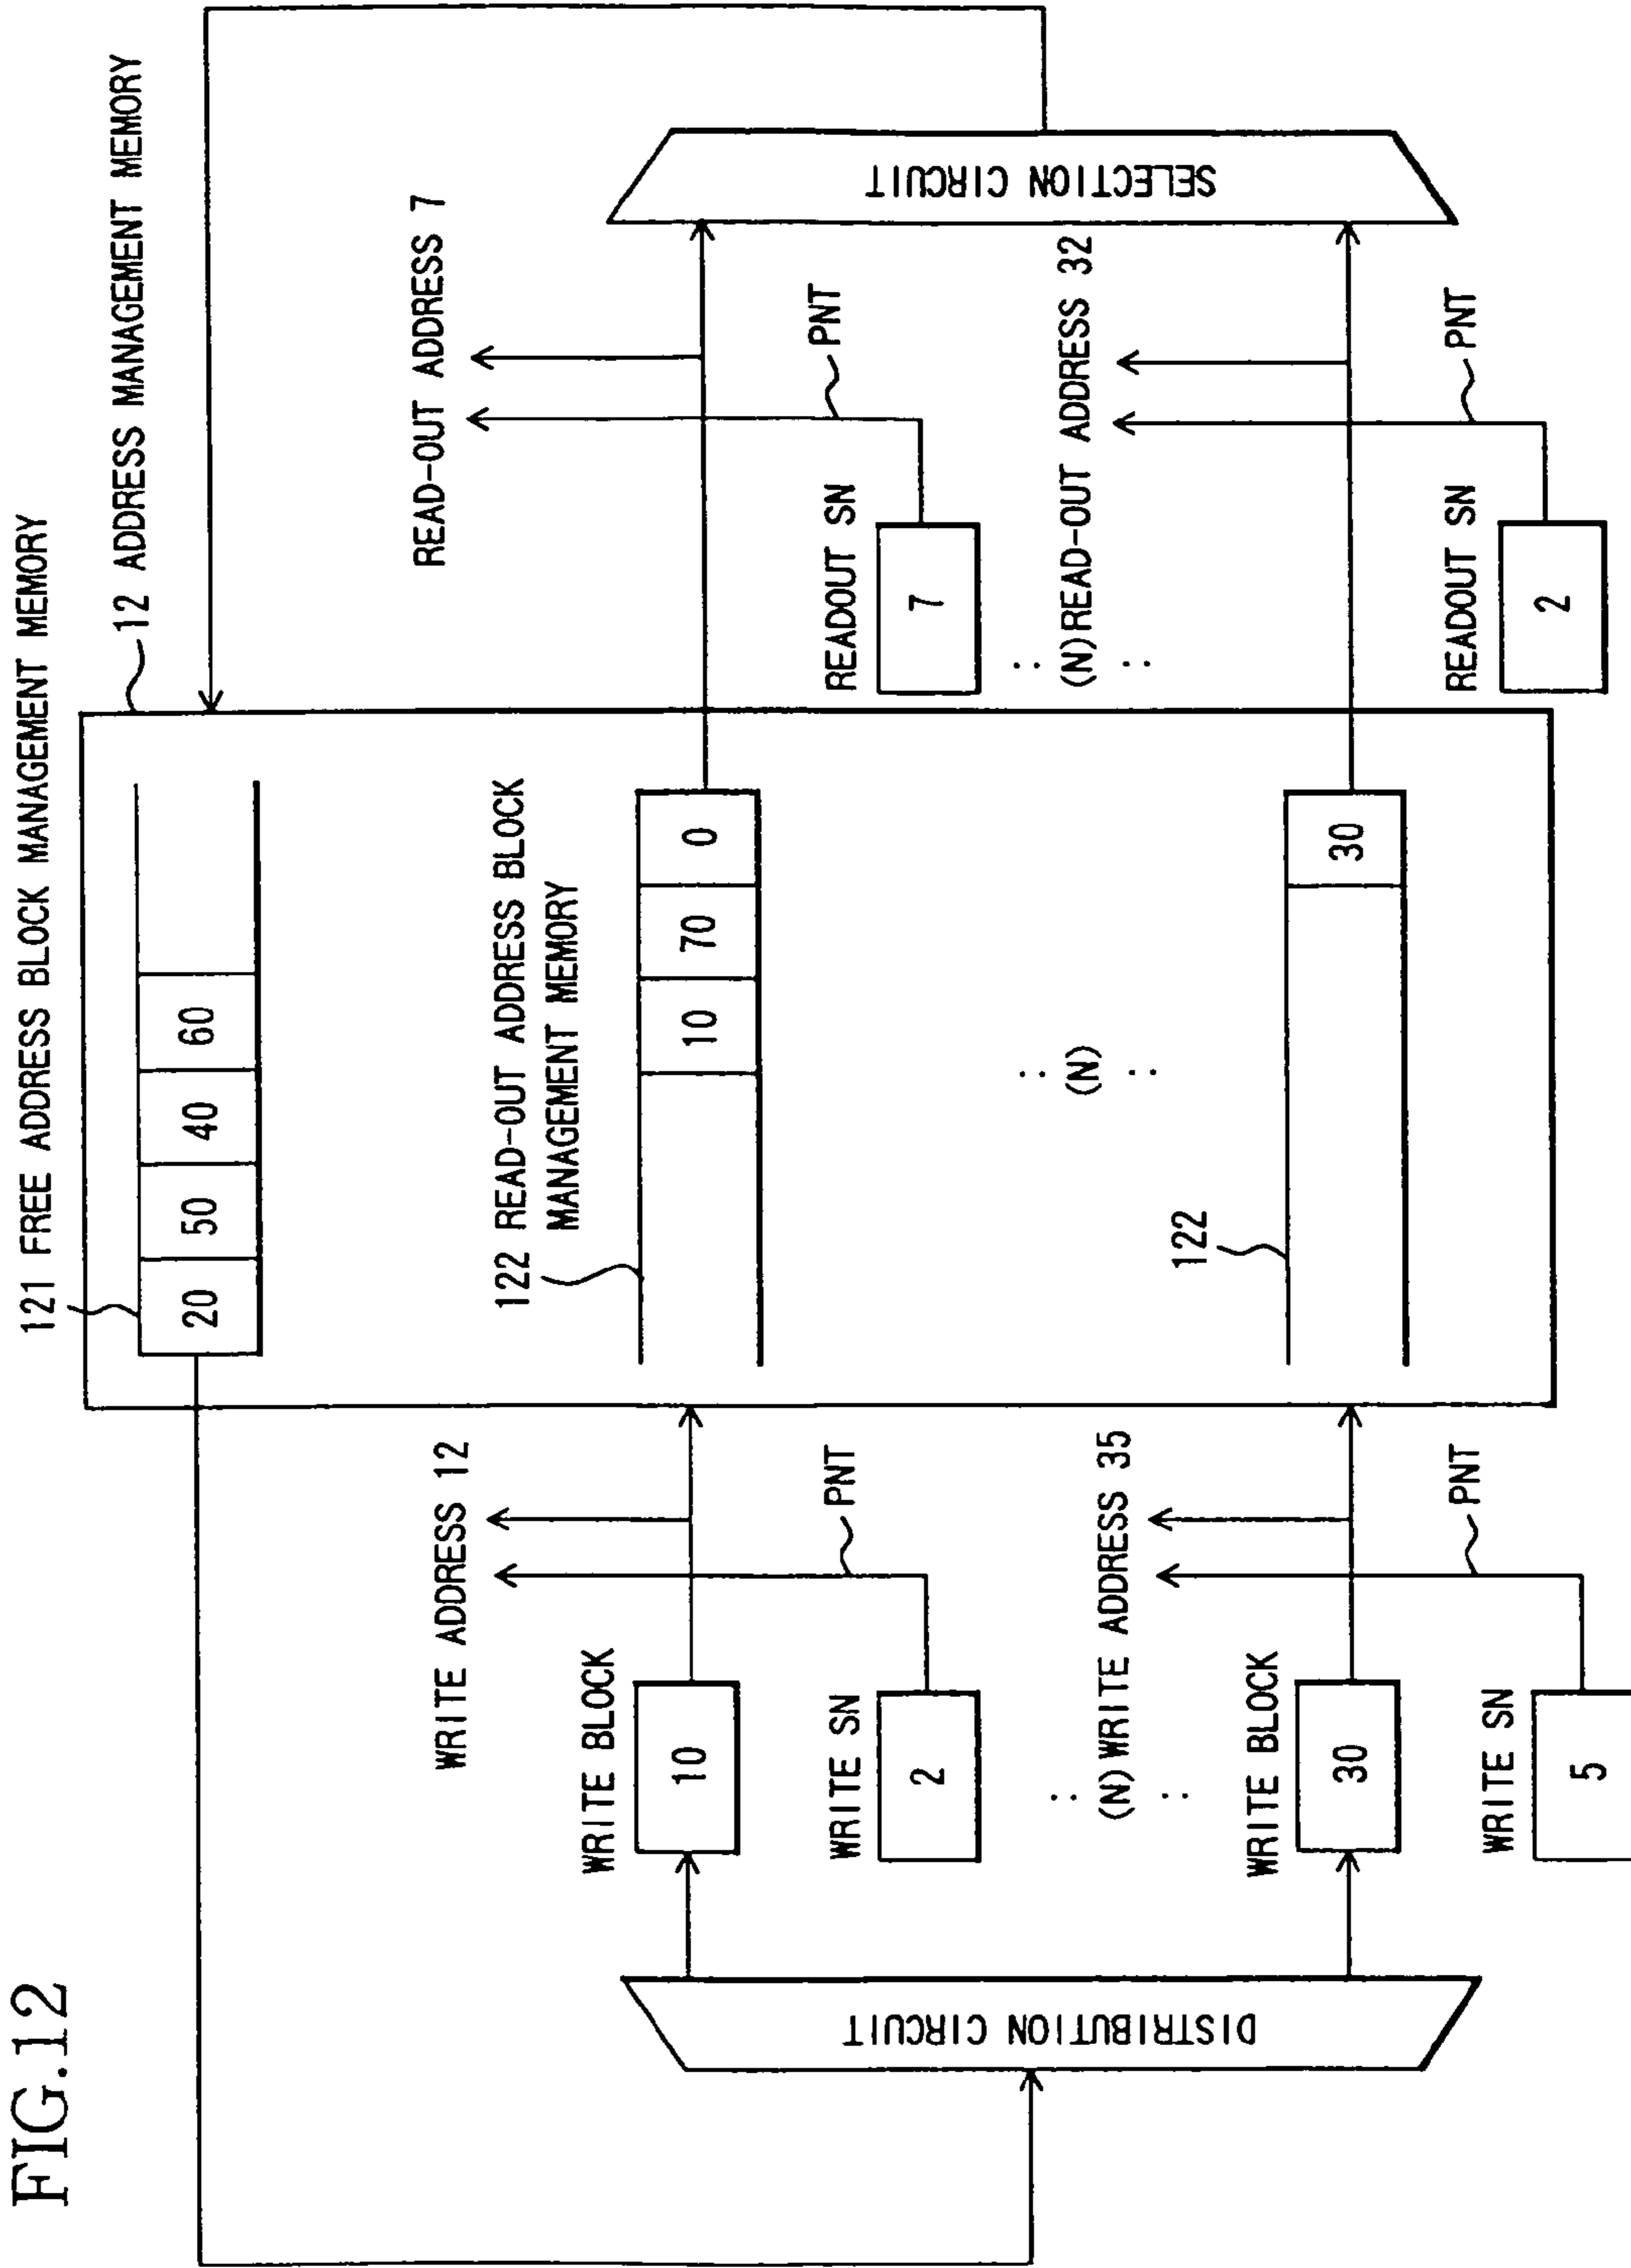 FIG.12
121 FREE ADDRESS BLOCK MANAGEMENT MEMORY
12 ADDRESS MANAGEMENT MEMORY
20
50
40
60
WRITE ADDRESS 12
WRITE BLOCK
10
WRITE SN
2
PNT
122 READ-OUT ADDRESS BLOCK
MANAGEMENT MEMORY
10
70
0
READ-OUT ADDRESS 7
READOUT SN
7
PNT
DISTRIBUTION CIRCUIT
SELECTION CIRCUIT
: (N) WRITE ADDRESS 35 :
WRITE BLOCK
30
WRITE SN
5
PNT
: (N) :
122
30
: (N) READ-OUT ADDRESS 32 :
READOUT SN
2
PNT